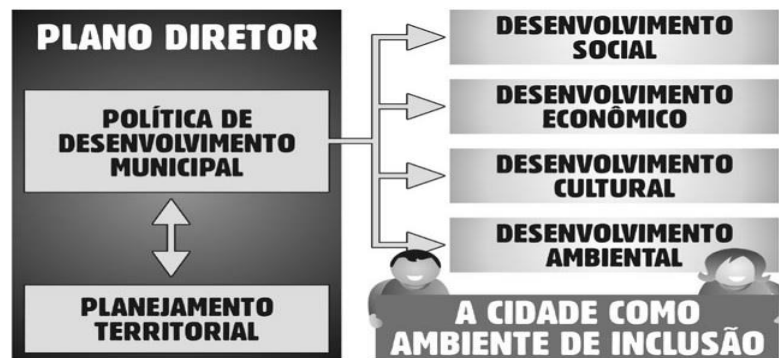 PLANO DIRETOR
POLÍTICA DE
DESENVOLVIMENTO
MUNICIPAL
PLANEJAMENTO
TERRITORIAL
DESENVOLVIMENTO
SOCIAL
DESENVOLVIMENTO
ECONÔMICO
DESENVOLVIMENTO
CULTURAL
DESENVOLVIMENTO
AMBIENTAL
A CIDADE COMO
AMBIENTE DE INCLUSÃO